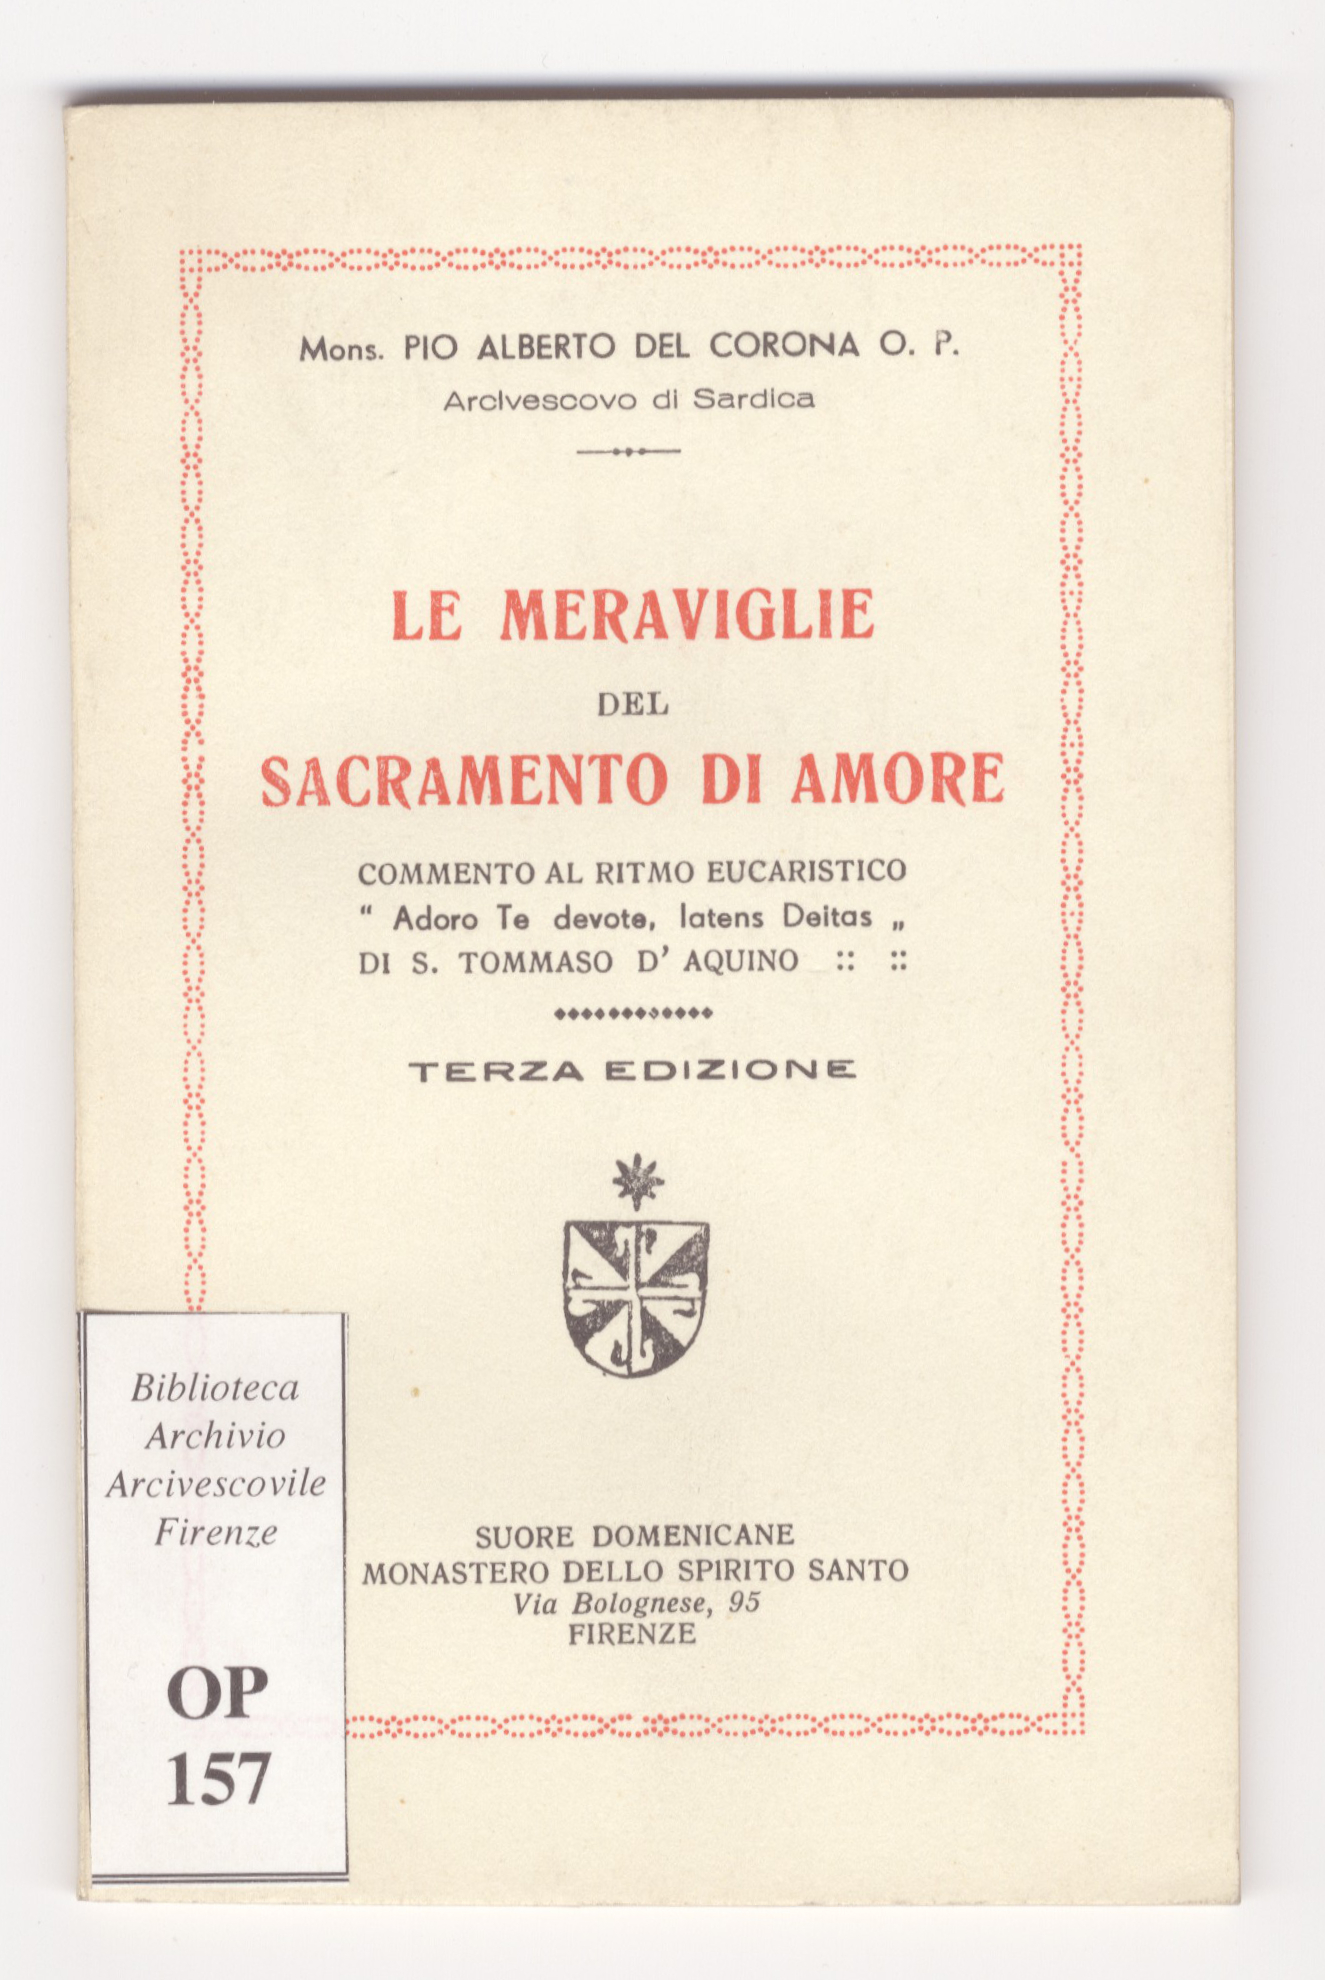 Mons. PIO ALBERTO DEL CORONA O. P.
Arcivescovo di Sardica
LE MERAVIGLIE
DEL
SACRAMENTO DI AMORE
COMMENTO AL RITMO EUCARISTICO
“ Adoro Te devote, latens Deitas „
DI S. TOMMASO D' AQUINO :: ::
TERZA EDIZIONE
SUORE DOMENICANE
MONASTERO DELLO SPIRITO SANTO
Via Bolognese, 95
FIRENZE
Biblioteca
Archivio
Arcivescovile
Firenze
OP
157